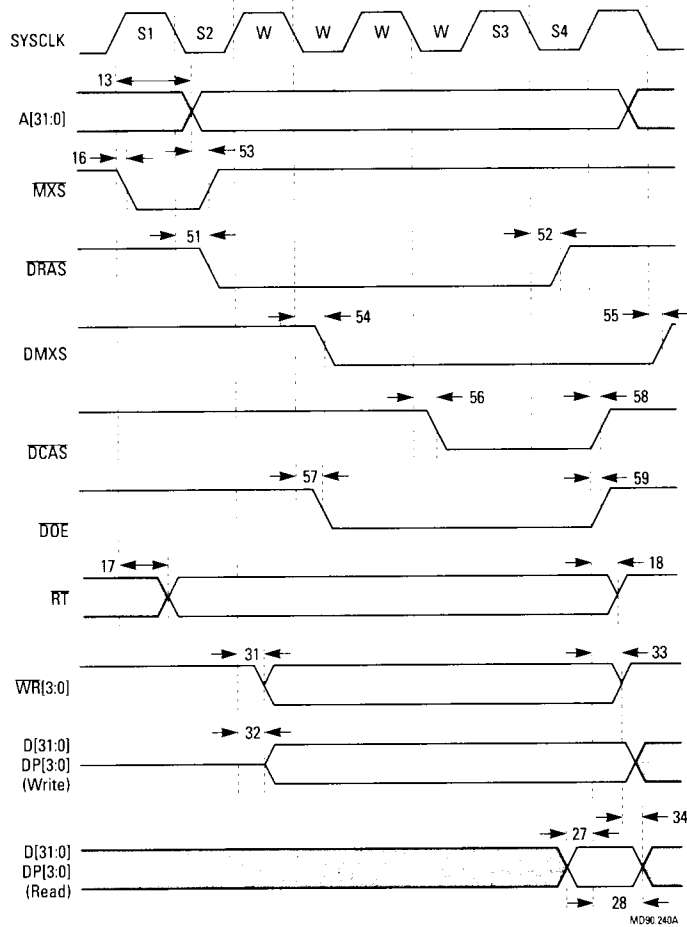 SYSCLK S1 S2 W W W W S3 S4
13
A[31:0]
16 53
MXS
51 52
DRAS
54 55
DMXS
56 58
DCAS
57 59
DOE
17 18
RT
31 33
WR[3:0]
32
D[31:0]
DP[3:0]
(Write)
34
27
D[31:0]
DP[3:0]
(Read)
28
MD90.240A